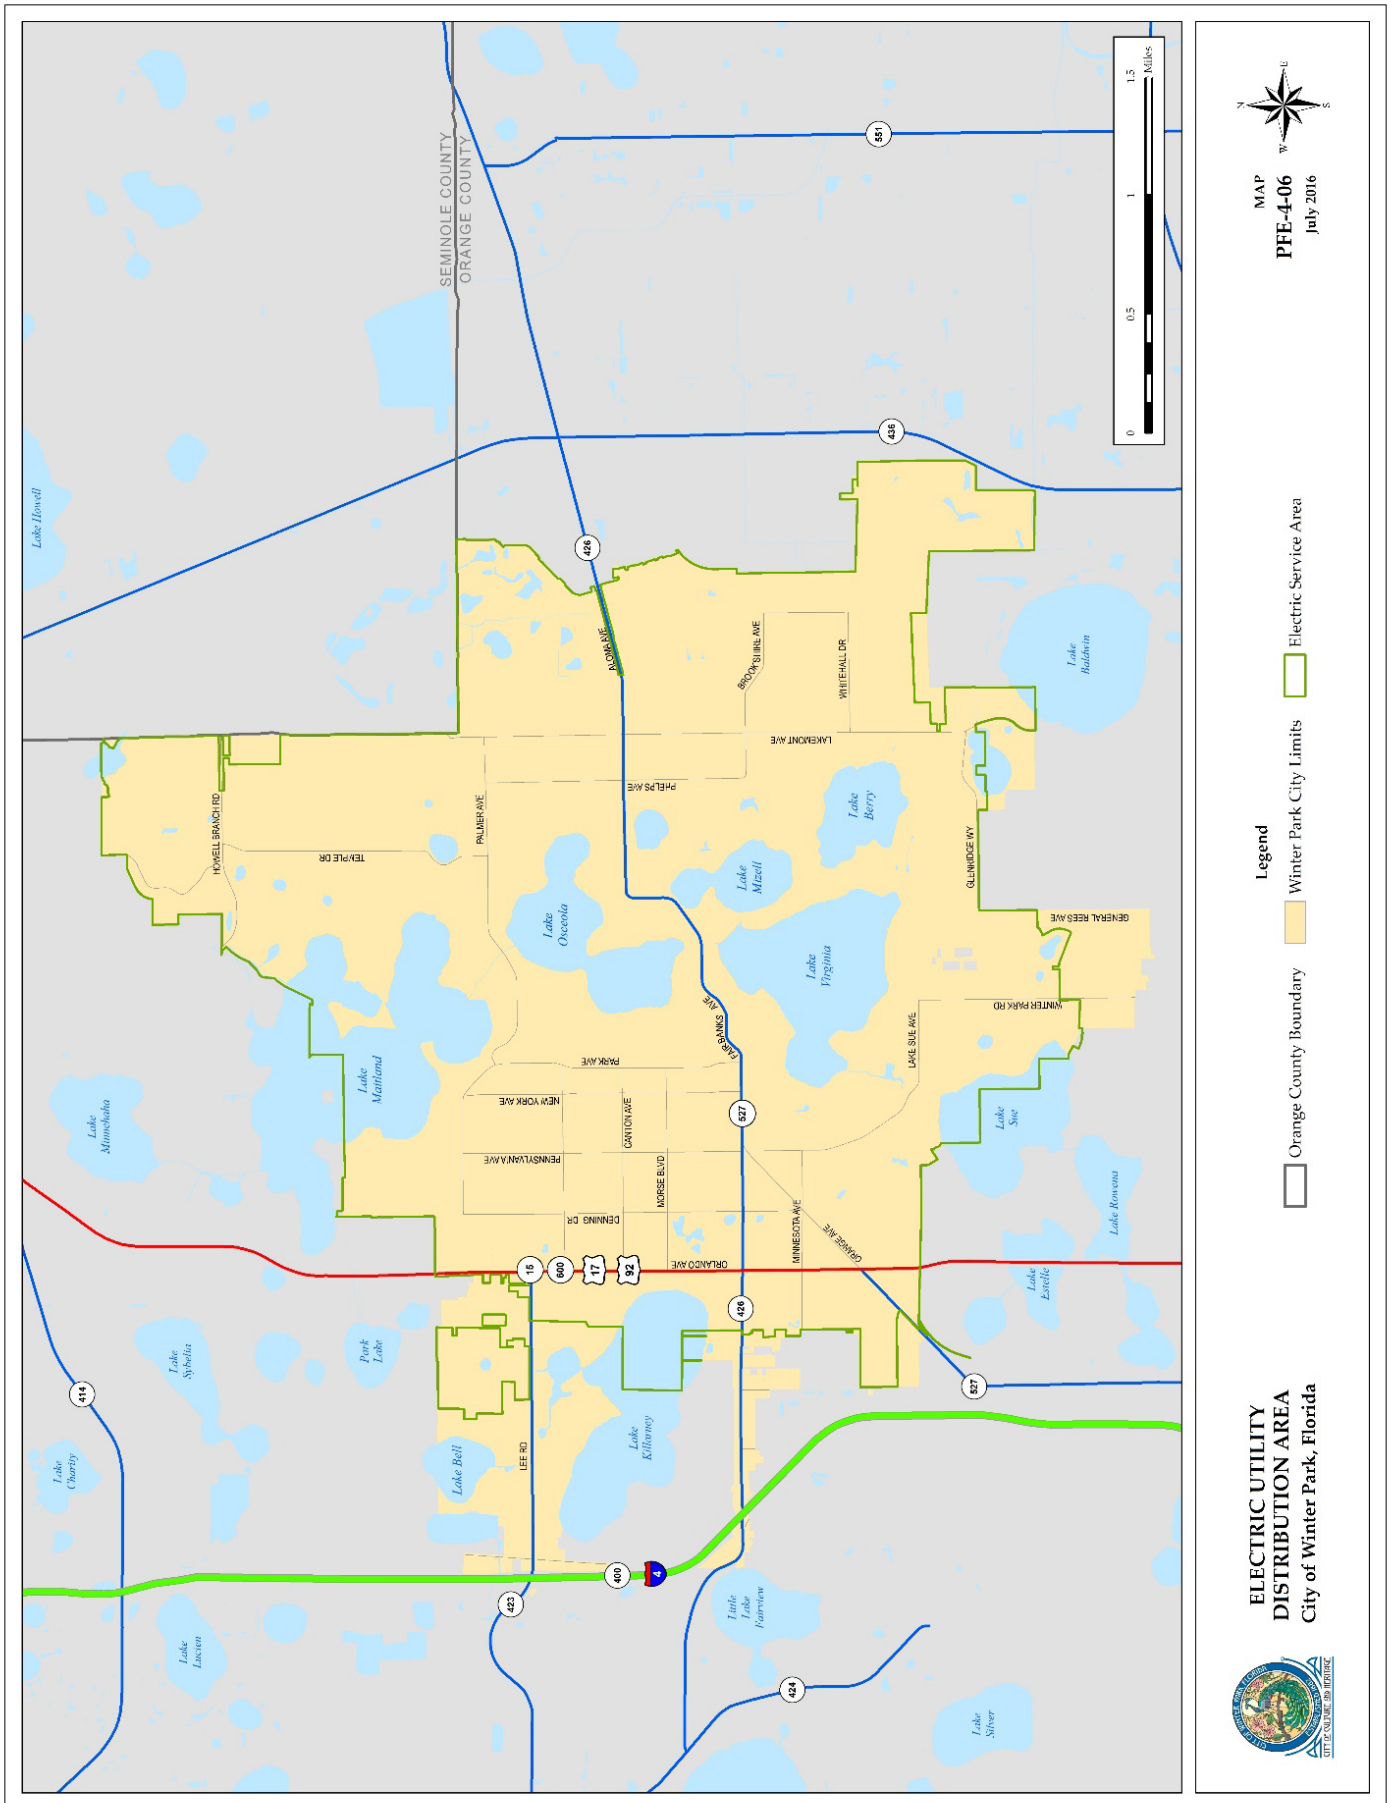 SEMINOLE COUNTY
ORANGE COUNTY
Lake Howell
Lake
Minnehaha
Lake
Sybelia
Park
Lake
Lake
Charity
Lake
Lucien
Lake Bell
Lake
Killarney
Little
Lake
Fairview
Lake
Silver
Lake
Maitland
Lake
Osceola
Lake
Mizell
Lake
Berry
Lake
Virginia
Lake
Sue
Lake Rowena
Lake
Estelle
Lake
Baldwin
HOWELL BRANCH RD
TEMPLE DR
PALMER AVE
PHELPS AVE
LAKEMONT AVE
ALOMA AVE
BROOKSHIRE AVE
WHITEHALL DR
GLENRIDGE WY
GENERAL REES AVE
WINTER PARK RD
LAKE SUE AVE
FAIRBANKS
AVE
PARK AVE
NEW YORK AVE
CANTON AVE
PENNSYLVANIA AVE
MORSE BLVD
DENNING DR
ORLANDO AVE
MINNESOTA AVE
ORANGE AVE
LEE RD
414
423
424
400
4
15
600
17
92
426
527
527
426
436
551
0
0.5
1
1.5
Miles
ELECTRIC UTILITY
DISTRIBUTION AREA
City of Winter Park, Florida
CITY OF CULTURE AND HERITAGE
Legend
Orange County Boundary
Winter Park City Limits
Electric Service Area
MAP
PFE-4-06
July 2016
N
W
E
S